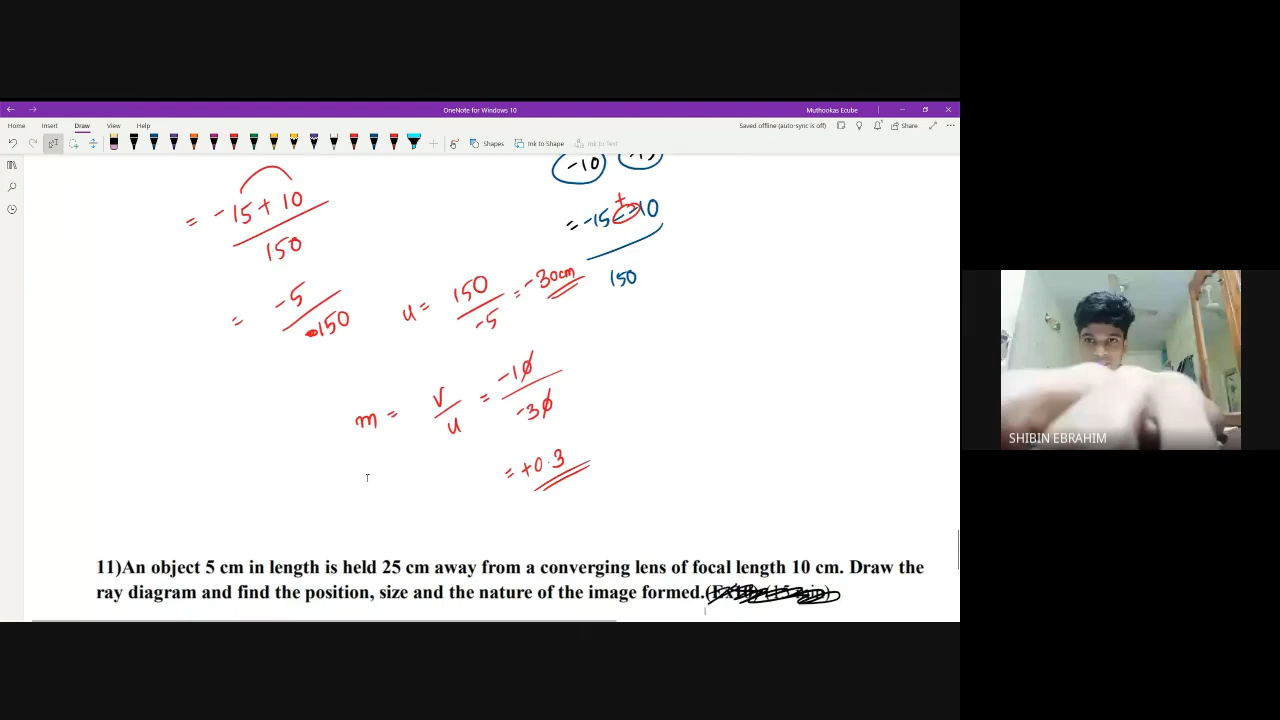 OneNote for Windows 10
Muthookas Ecube
Home Insert Draw View Help
Saved offline (auto-sync is off)
Share
Shapes
Ink to Shape
Ink to Text
-10
= -15 + 10
150
= -15 - -10
+
150
= -5
150
u = 150 = -30cm
-5
m = v = -10
u -30
= +0.3
SHIBIN EBRAHIM
11)An object 5 cm in length is held 25 cm away from a converging lens of focal length 10 cm. Draw the
ray diagram and find the position, size and the nature of the image formed.